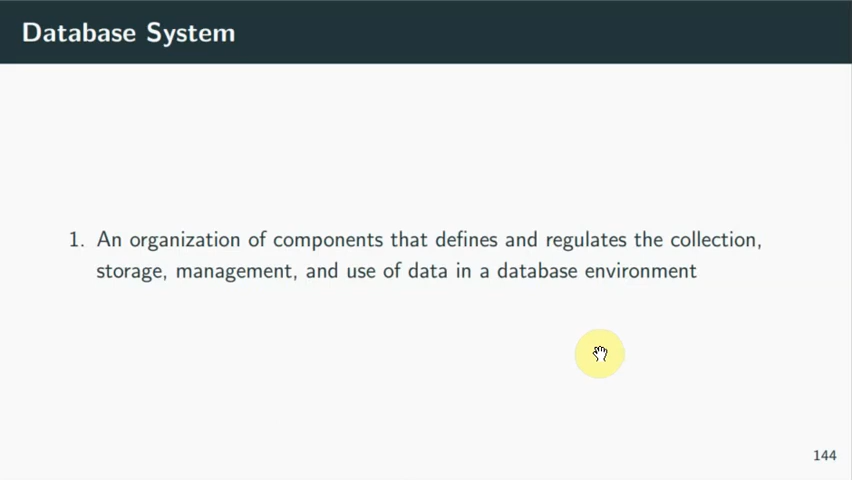 Database System
1. An organization of components that defines and regulates the collection,
storage, management, and use of data in a database environment
144